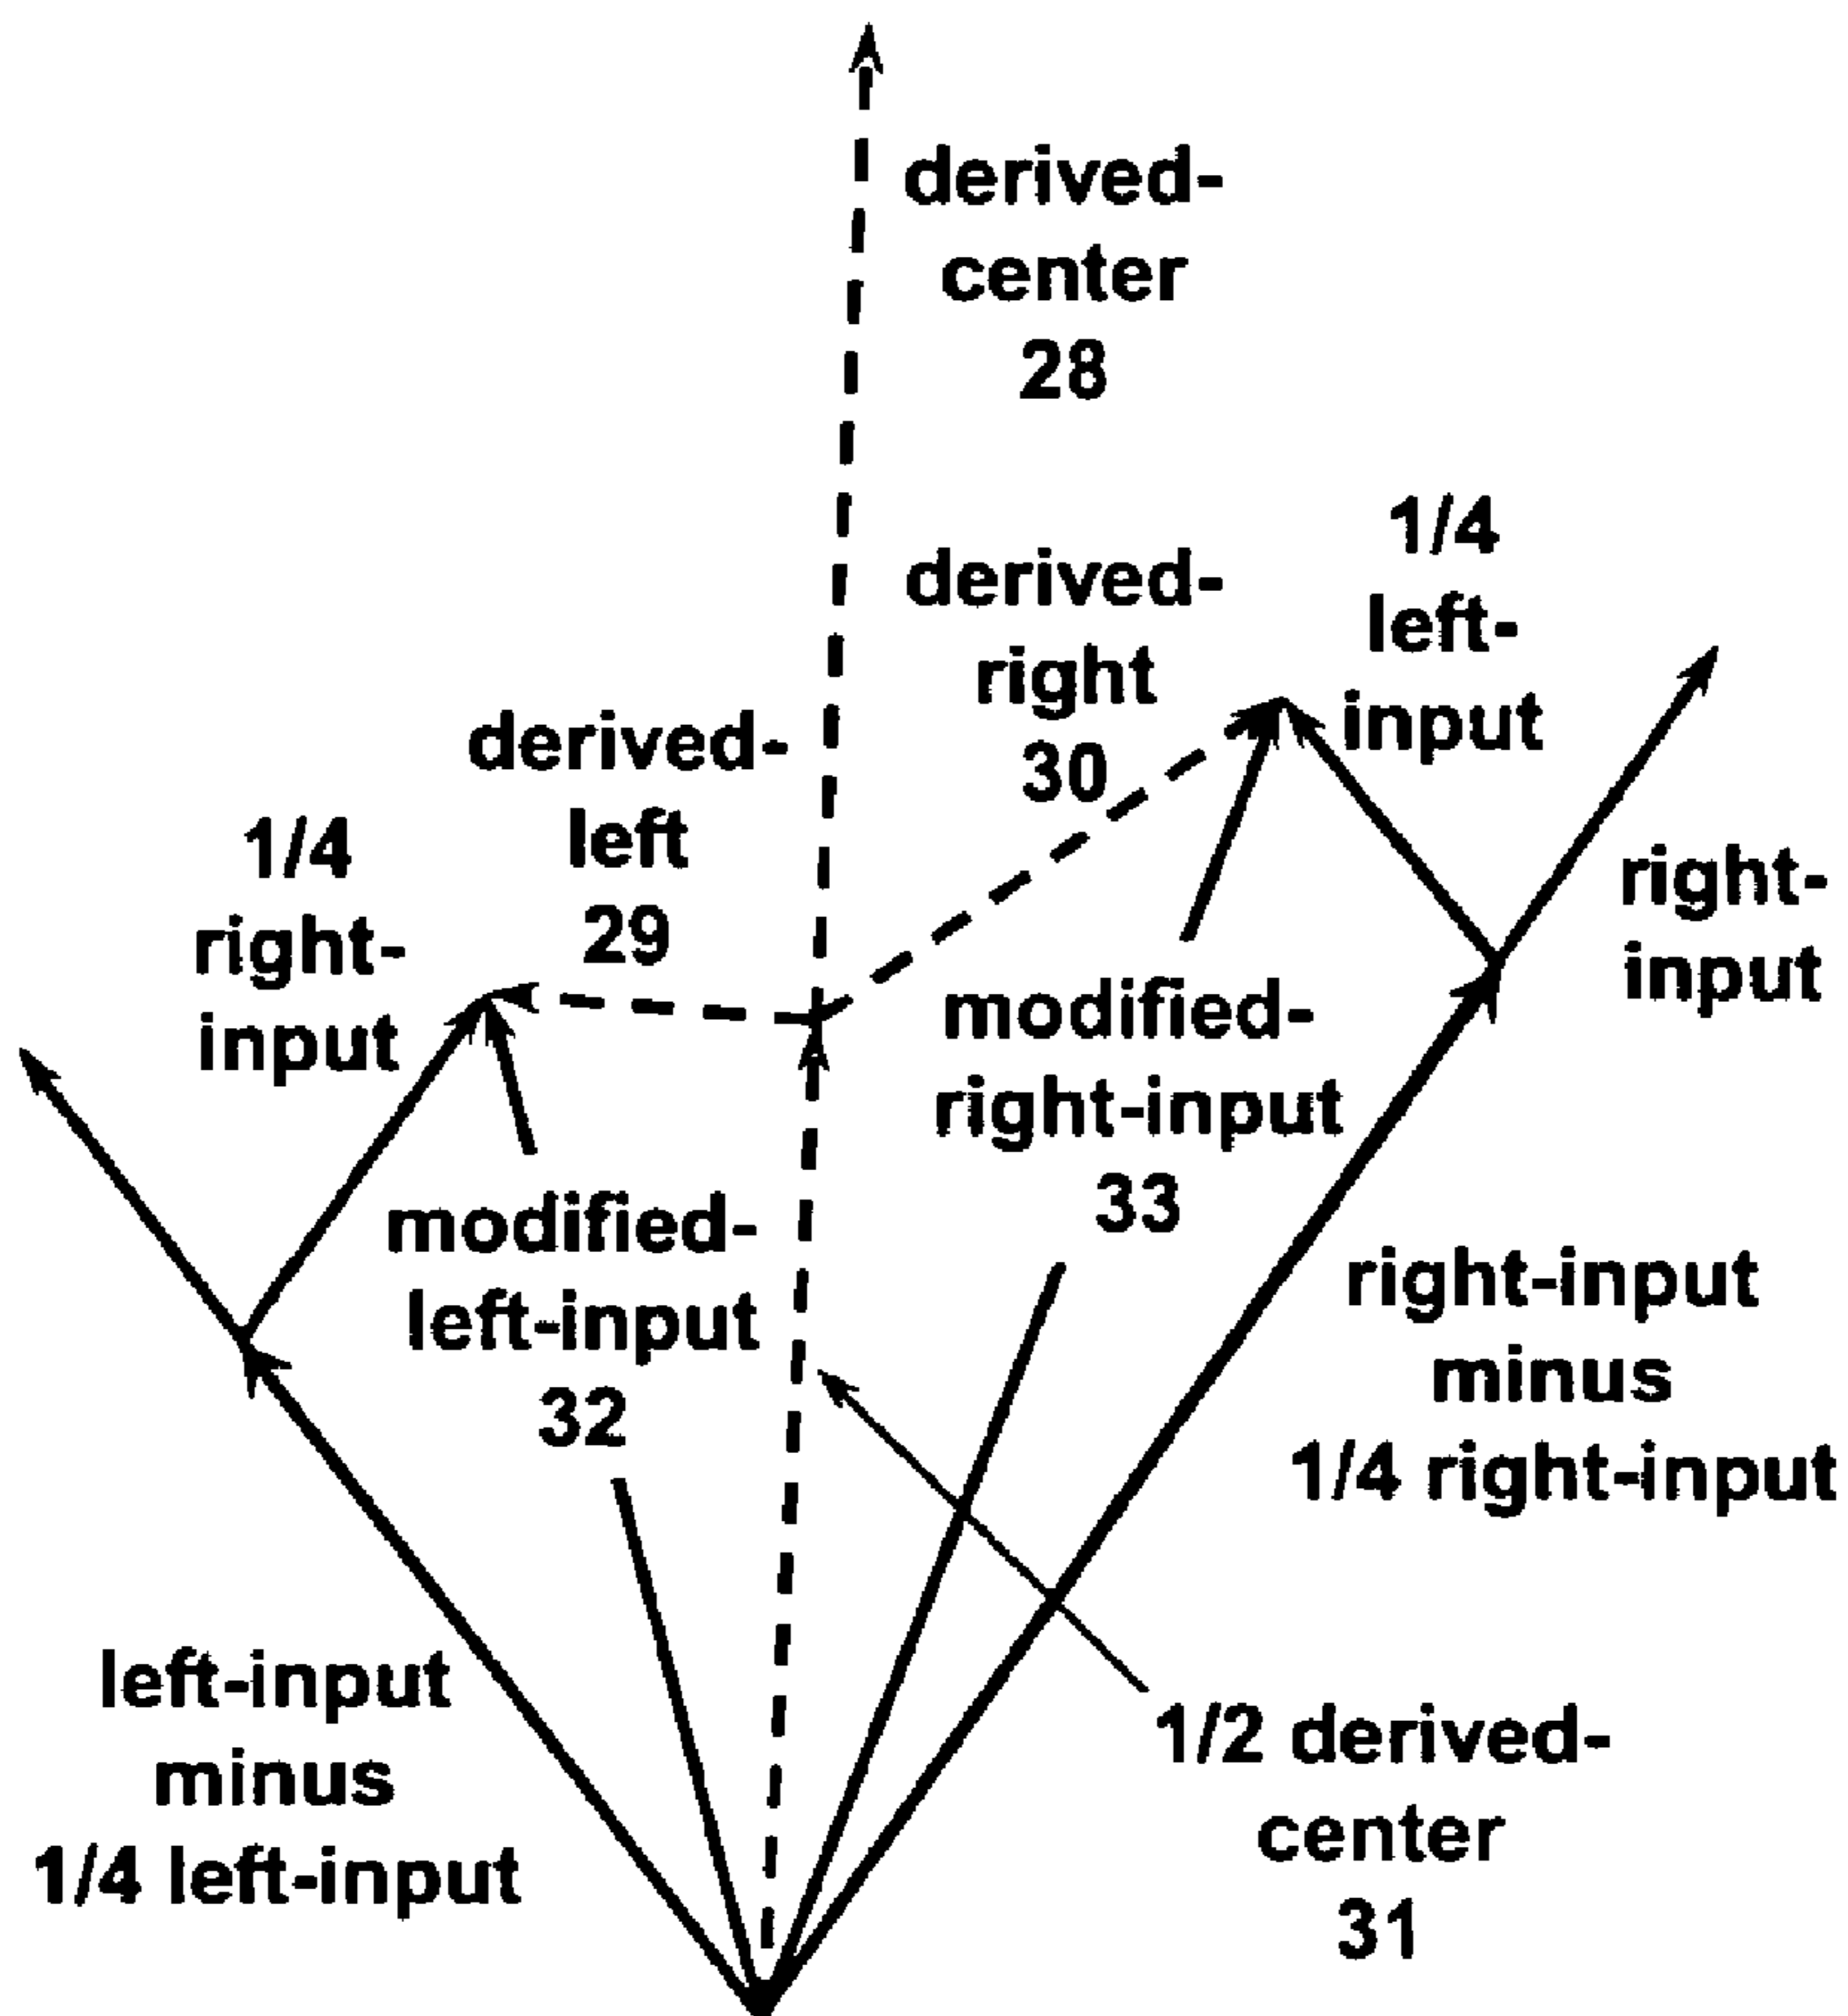 derived-
center
28
1/4
left-
input
derived-
right
30
derived-
left
29
1/4
right-
input
right-
input
modified-
right-input
33
modified-
left-input
32
right-input
minus
1/4 right-input
left-input
minus
1/4 left-input
1/2 derived-
center
31